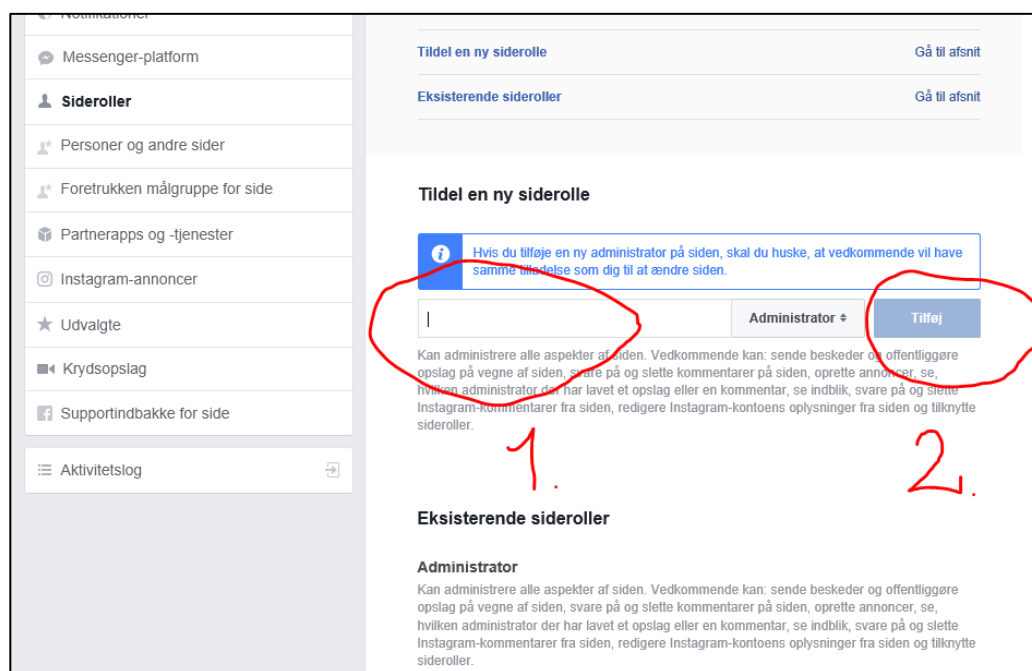 Notifikationer
Messenger-platform
Sideroller
Personer og andre sider
Foretrukken målgruppe for side
Partnerapps og -tjenester
Instagram-annoncer
Udvalgte
Krydsopslag
Supportindbakke for side
Aktivitetslog
Tildel en ny siderolle Gå til afsnit
Eksisterende sideroller Gå til afsnit
Tildel en ny siderolle
Hvis du tilføje en ny administrator på siden, skal du huske, at vedkommende vil have
samme tilladelse som dig til at ændre siden.
Administrator Tilføj
Kan administrere alle aspekter af siden. Vedkommende kan: sende beskeder og offentliggøre
opslag på vegne af siden, svare på og slette kommentarer på siden, oprette annoncer, se,
hvilken administrator der har lavet et opslag eller en kommentar, se indblik, svare på og slette
Instagram-kommentarer fra siden, redigere Instagram-kontoens oplysninger fra siden og tilknytte
sideroller.
1. 2.
Eksisterende sideroller
Administrator
Kan administrere alle aspekter af siden. Vedkommende kan: sende beskeder og offentliggøre
opslag på vegne af siden, svare på og slette kommentarer på siden, oprette annoncer, se,
hvilken administrator der har lavet et opslag eller en kommentar, se indblik, svare på og slette
Instagram-kommentarer fra siden, redigere Instagram-kontoens oplysninger fra siden og tilknytte
sideroller.